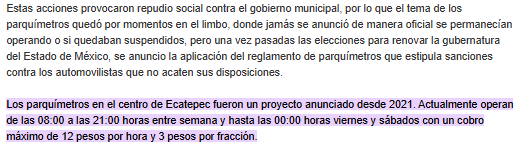 Estas acciones provocaron repudio social contra el gobierno municipal, por lo que el tema de los
parquímetros quedó por momentos en el limbo, donde jamás se anunció de manera oficial se permanecían
operando o si quedaban suspendidos, pero una vez pasadas las elecciones para renovar la gubernatura
del Estado de México, se anuncio la aplicación del reglamento de parquímetros que estipula sanciones
contra los automovilistas que no acaten sus disposiciones.
Los parquímetros en el centro de Ecatepec fueron un proyecto anunciado desde 2021. Actualmente operan
de las 08:00 a las 21:00 horas entre semana y hasta las 00:00 horas viernes y sábados con un cobro
máximo de 12 pesos por hora y 3 pesos por fracción.